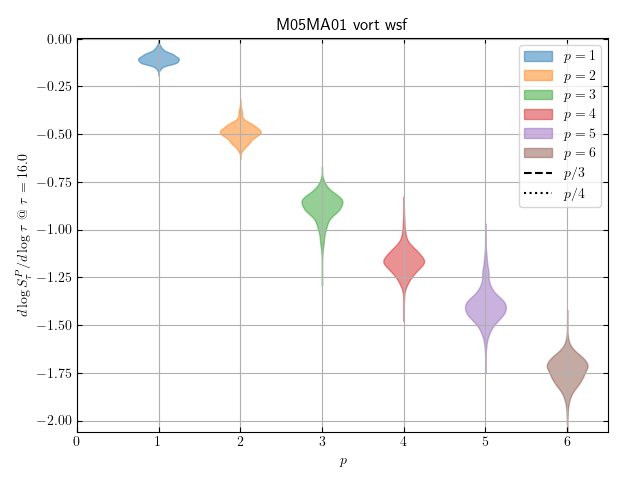 M05MA01 vort wsf
0.00
−0.25
−0.50
−0.75
−1.00
−1.25
−1.50
−1.75
−2.00
d log S_τ^P / d log τ @ τ = 16.0
0 1 2 3 4 5 6
p
p = 1
p = 2
p = 3
p = 4
p = 5
p = 6
p/3
p/4